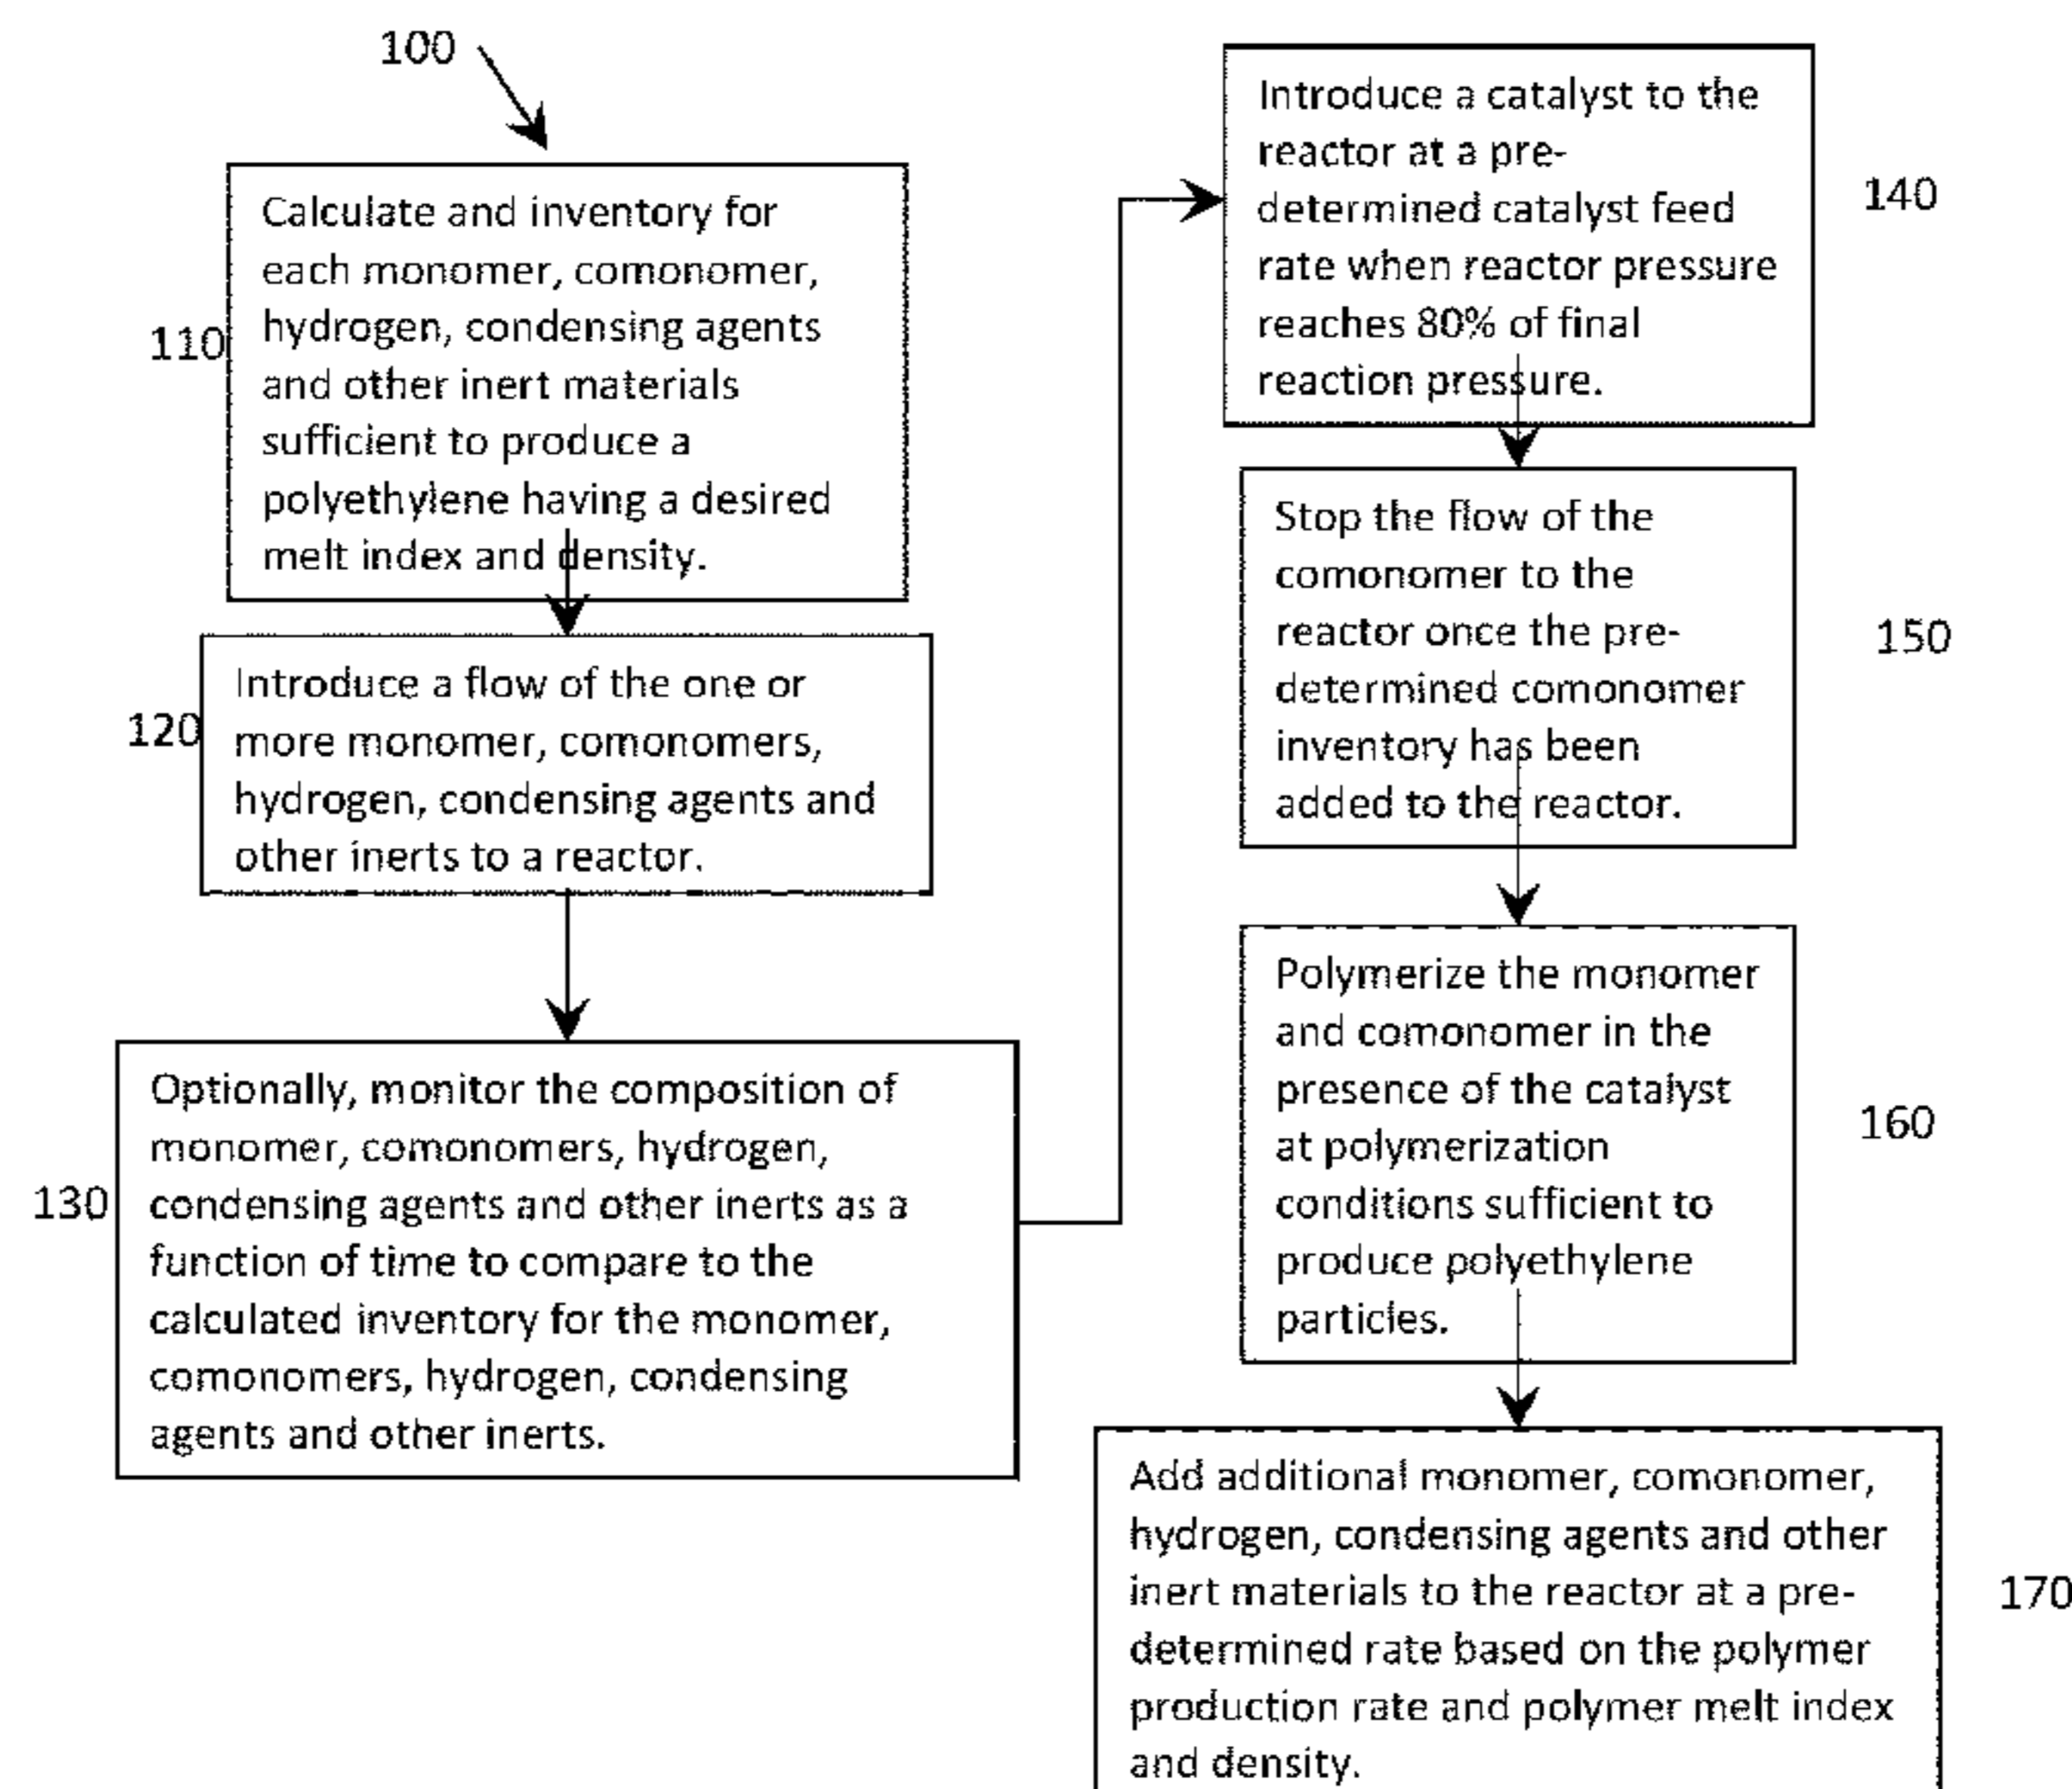 100
110
Calculate and inventory for
each monomer, comonomer,
hydrogen, condensing agents
and other inert materials
sufficient to produce a
polyethylene having a desired
melt index and density.
120
Introduce a flow of the one or
more monomer, comonomers,
hydrogen, condensing agents and
other inerts to a reactor.
130
Optionally, monitor the composition of
monomer, comonomers, hydrogen,
condensing agents and other inerts as a
function of time to compare to the
calculated inventory for the monomer,
comonomers, hydrogen, condensing
agents and other inerts.
Introduce a catalyst to the
reactor at a pre-
determined catalyst feed
rate when reactor pressure
reaches 80% of final
reaction pressure.
140
Stop the flow of the
comonomer to the
reactor once the pre-
determined comonomer
inventory has been
added to the reactor.
150
Polymerize the monomer
and comonomer in the
presence of the catalyst
at polymerization
conditions sufficient to
produce polyethylene
particles.
160
Add additional monomer, comonomer,
hydrogen, condensing agents and other
inert materials to the reactor at a pre-
determined rate based on the polymer
production rate and polymer melt index
and density.
170